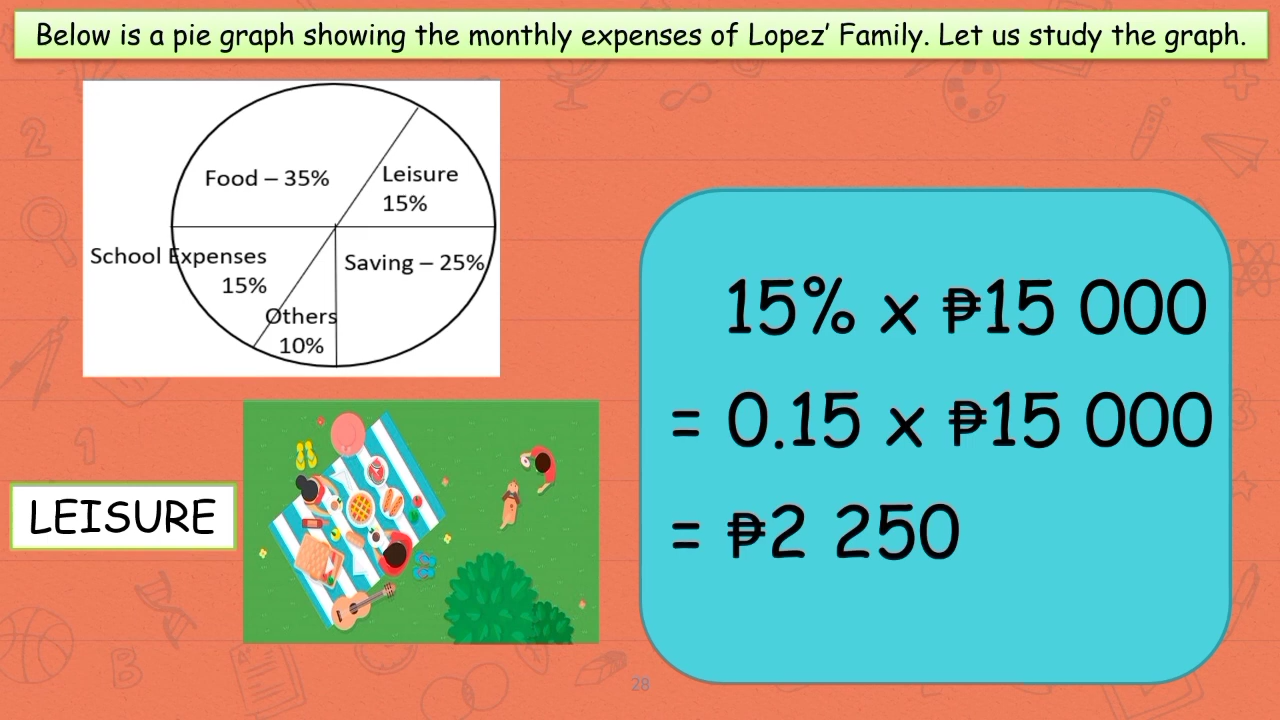 Below is a pie graph showing the monthly expenses of Lopez’ Family. Let us study the graph.
Food – 35%
Leisure
15%
School Expenses
15%
Saving – 25%
Others
10%
LEISURE
15% x ₱15 000
= 0.15 x ₱15 000
= ₱2 250
28